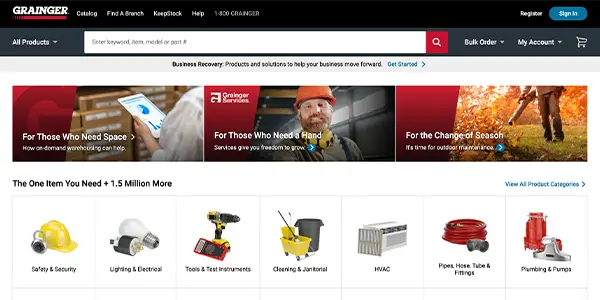 GRAINGER
Catalog Find A Branch KeepStock Help 1-800-GRAINGER
Register Sign In
All Products
Enter keyword, item, model or part #
Bulk Order My Account
Business Recovery: Products and solutions to help your business move forward. Get Started
For Those Who Need Space
How on-demand warehousing can help.
Grainger
Services
For Those Who Need a Hand
Services give you freedom to grow.
For the Change of Season
It's time for outdoor maintenance.
The One Item You Need + 1.5 Million More
View All Product Categories
Safety & Security
Lighting & Electrical
Tools & Test Instruments
Cleaning & Janitorial
HVAC
Pipes, Hose, Tube &
Fittings
Plumbing & Pumps